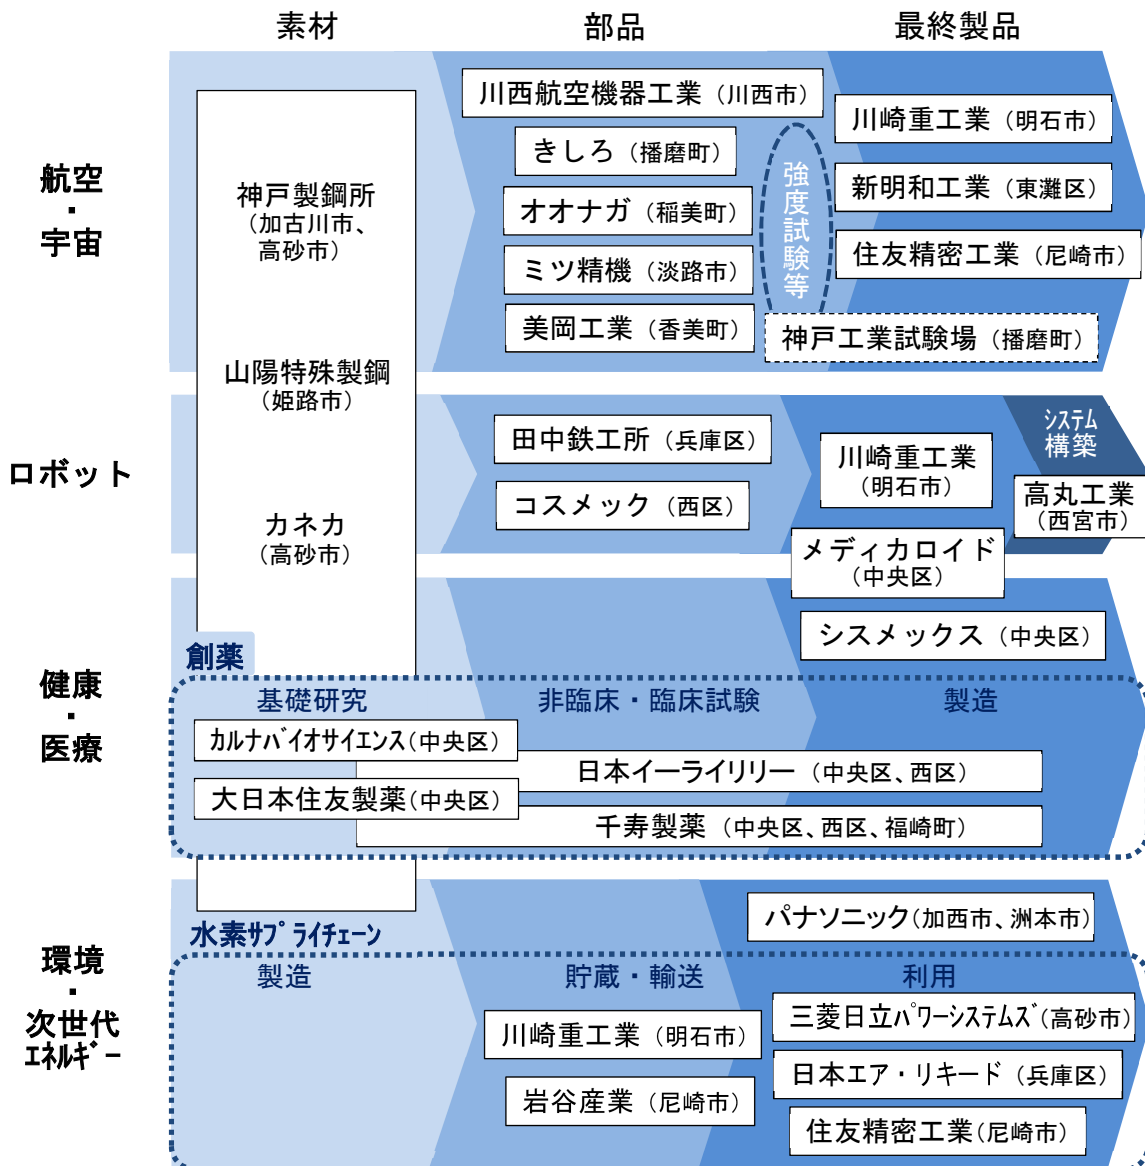 素材
部品
最終製品
航空
・
宇宙
神戸製鋼所
（加古川市、
高砂市）
山陽特殊製鋼
（姫路市）
カネカ
（高砂市）
川西航空機器工業（川西市）
きしろ（播磨町）
オオナガ（稲美町）
ミツ精機（淡路市）
美岡工業（香美町）
強度試験等
川崎重工業（明石市）
新明和工業（東灘区）
住友精密工業（尼崎市）
神戸工業試験場（播磨町）
ロボット
田中鉄工所（兵庫区）
コスメック（西区）
川崎重工業
（明石市）
システム
構築
高丸工業
（西宮市）
メディカロイド
（中央区）
健康
・
医療
シスメックス（中央区）
創薬
基礎研究
非臨床・臨床試験
製造
カルナバイオサイエンス（中央区）
日本イーライリリー（中央区、西区）
大日本住友製薬（中央区）
千寿製薬（中央区、西区、福崎町）
環境
・
次世代
エネルギー
パナソニック（加西市、洲本市）
水素サプライチェーン
製造
貯蔵・輸送
利用
川崎重工業（明石市）
岩谷産業（尼崎市）
三菱日立パワーシステムズ（高砂市）
日本エア・リキード（兵庫区）
住友精密工業（尼崎市）